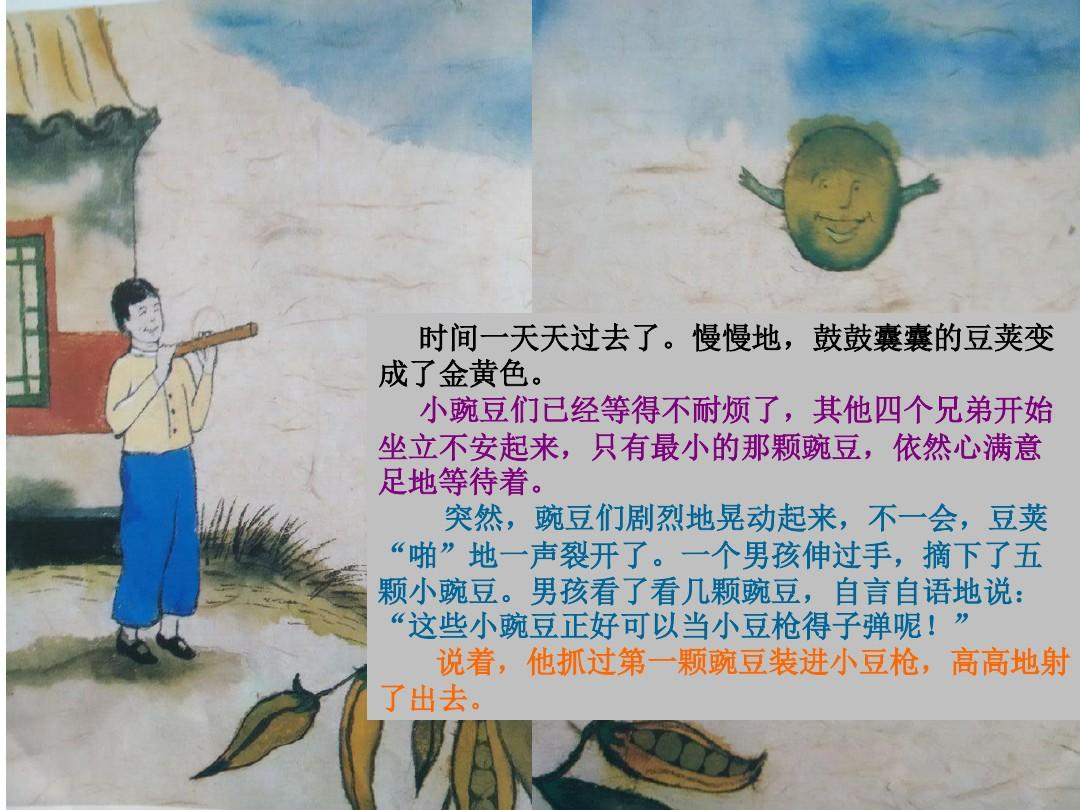 时间一天天过去了。慢慢地，鼓鼓囊囊的豆荚变
成了金黄色。
小豌豆们已经等得不耐烦了，其他四个兄弟开始
坐立不安起来，只有最小的那颗豌豆，依然心满意
足地等待着。
突然，豌豆们剧烈地晃动起来，不一会，豆荚
“啪”地一声裂开了。一个男孩伸过手，摘下了五
颗小豌豆。男孩看了看几颗豌豆，自言自语地说：
“这些小豌豆正好可以当小豆枪得子弹呢！”
说着，他抓过第一颗豌豆装进小豆枪，高高地射
了出去。